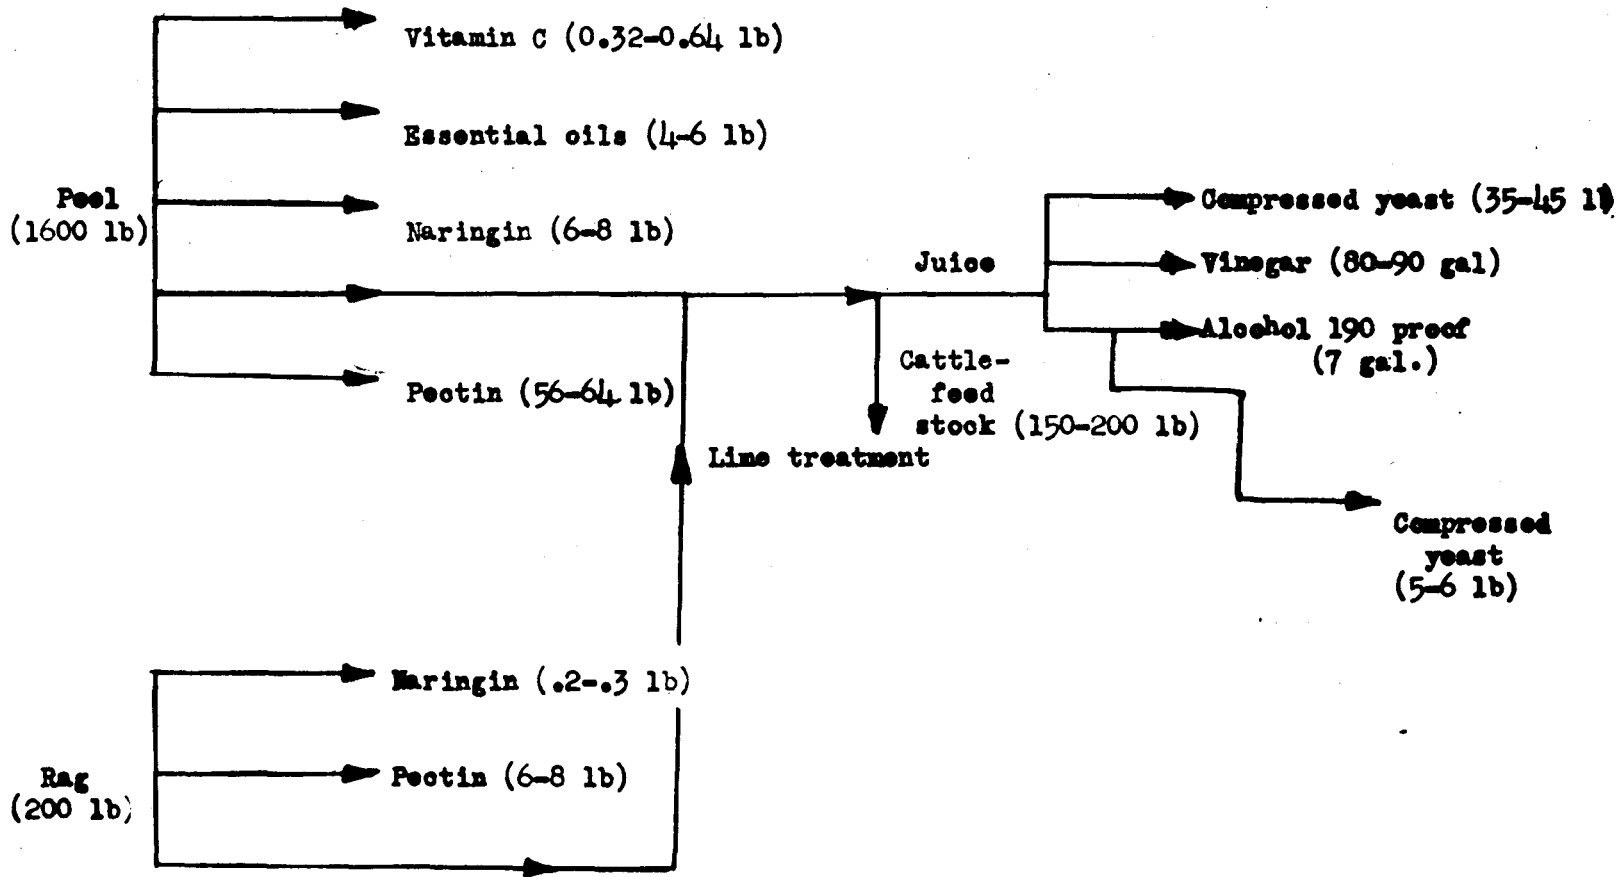 Vitamin C (0.32-0.64 lb)
Essential oils (4-6 lb)
Peel
(1600 lb)
Naringin (6-8 lb)
Pectin (56-64 lb)
Juice
Compressed yeast (35-45 lb)
Vinegar (80-90 gal)
Alcohol 190 proof
(7 gal.)
Cattle-
feed
stock (150-200 lb)
Lime treatment
Compressed
yeast
(5-6 lb)
Naringin (.2-.3 lb)
Rag
(200 lb)
Pectin (6-8 lb)